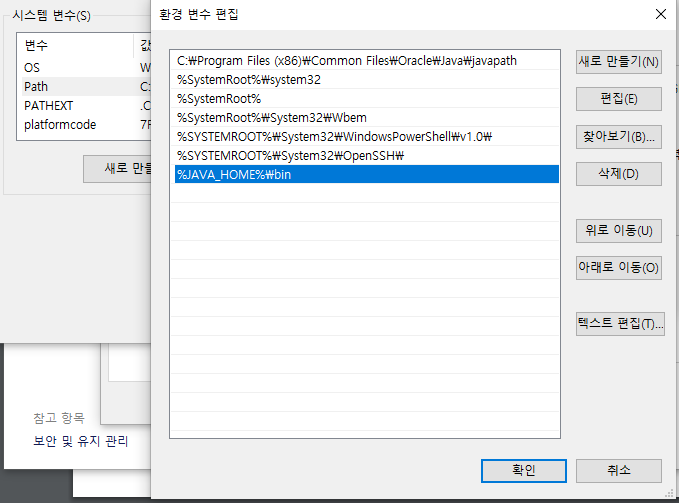 시스템 변수(S)
변수 값
OS W
Path C:
PATHEXT .C
platformcode 7F
새로 만들
참고 항목
보안 및 유지 관리
환경 변수 편집
C:₩Program Files (x86)₩Common Files₩Oracle₩Java₩javapath
%SystemRoot%₩system32
%SystemRoot%
%SystemRoot%₩System32₩Wbem
%SYSTEMROOT%₩System32₩WindowsPowerShell₩v1.0₩
%SYSTEMROOT%₩System32₩OpenSSH₩
%JAVA_HOME%₩bin
새로 만들기(N)
편집(E)
찾아보기(B)...
삭제(D)
위로 이동(U)
아래로 이동(O)
텍스트 편집(T)...
확인
취소